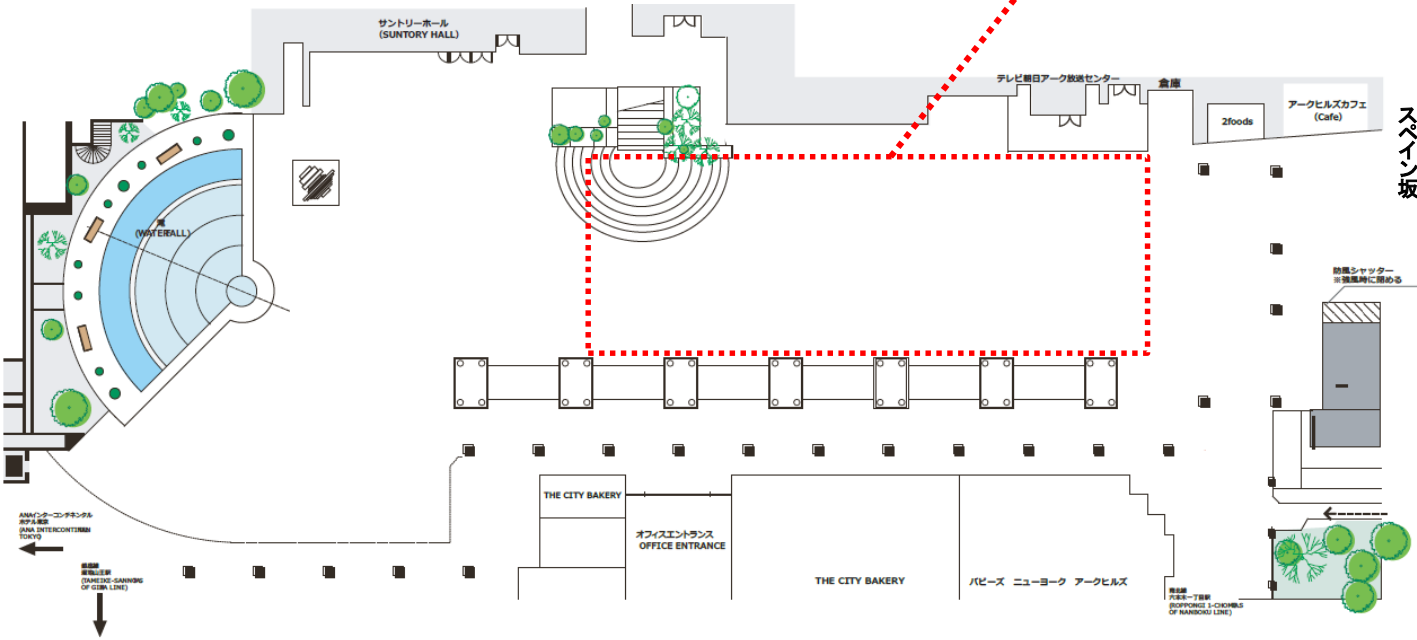 サントリーホール
(SUNTORY HALL)
テレビ朝日アーク放送センター
倉庫
2foods
アークヒルズカフェ
(Cafe)
スペイン坂
滝
(WATERFALL)
防風シャッター
※強風時に閉める
THE CITY BAKERY
オフィスエントランス
OFFICE ENTRANCE
THE CITY BAKERY
バビーズ ニューヨーク アークヒルズ
ANAインターコンチネンタル
ホテル東京
(ANA INTERCONTINEN
TOKYO)
銀座線
溜池山王駅
(TAMEIKE-SANNO
OF GINZA LINE)
南北線
六本木一丁目駅
(ROPPONGI 1-CHOME
OF NANBOKU LINE)